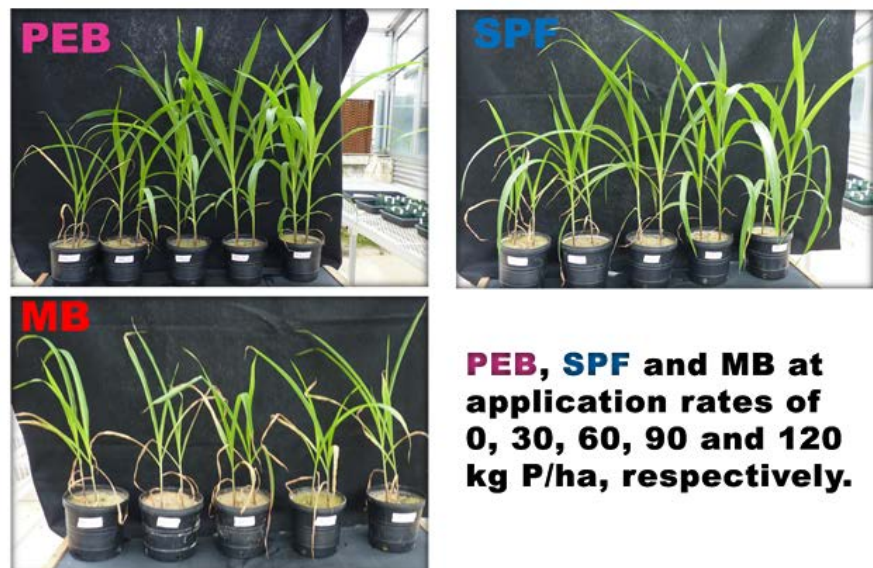 PEB
SPF
MB
PEB, SPF and MB at
application rates of
0, 30, 60, 90 and 120
kg P/ha, respectively.